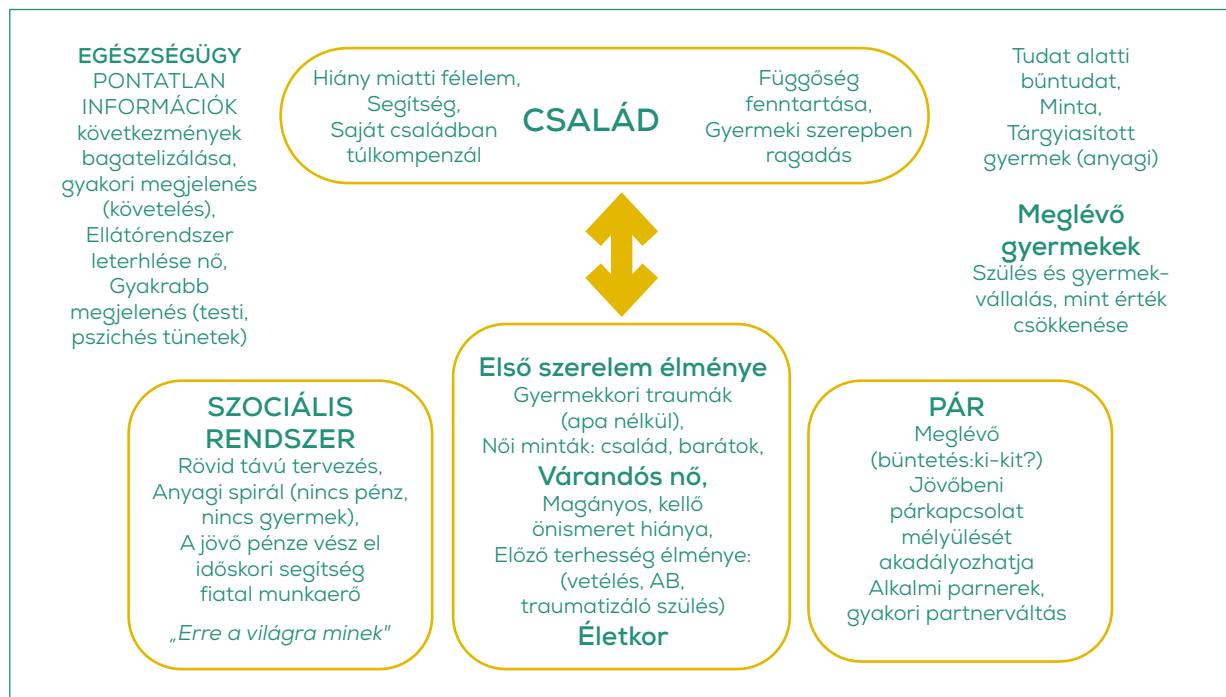 EGÉSZSÉGÜGY
PONTATLAN
INFORMÁCIÓK
következmények
bagatelizálása,
gyakori megjelenés
(követelés),
Ellátórendszer
leterhlése nő,
Gyakrabb
megjelenés (testi,
pszichés tünetek)
Hiány miatti félelem,
Segítség,
Saját családban
túlkompenzál
CSALÁD
Függőség
fenntartása,
Gyermeki szerepben
ragadás
Tudat alatti
bűntudat,
Minta,
Tárgyiasított
gyermek (anyagi)
Meglévő
gyermekek
Szülés és gyermek-
vállalás, mint érték
csökkenése
SZOCIÁLIS
RENDSZER
Rövid távú tervezés,
Anyagi spirál (nincs pénz,
nincs gyermek),
A jövő pénze vész el
időskori segítség
fiatal munkaerő
„Erre a világra minek"
Első szerelem élménye
Gyermekkori traumák
(apa nélkül),
Női minták: család, barátok,
Várandós nő,
Magányos, kellő
önismeret hiánya,
Előző terhesség élménye:
(vetélés, AB,
traumatizáló szülés)
Életkor
PÁR
Meglévő
(büntetés:ki-kit?)
Jövőbeni
párkapcsolat
mélyülését
akadályozhatja
Alkalmi parnerek,
gyakori partnerváltás